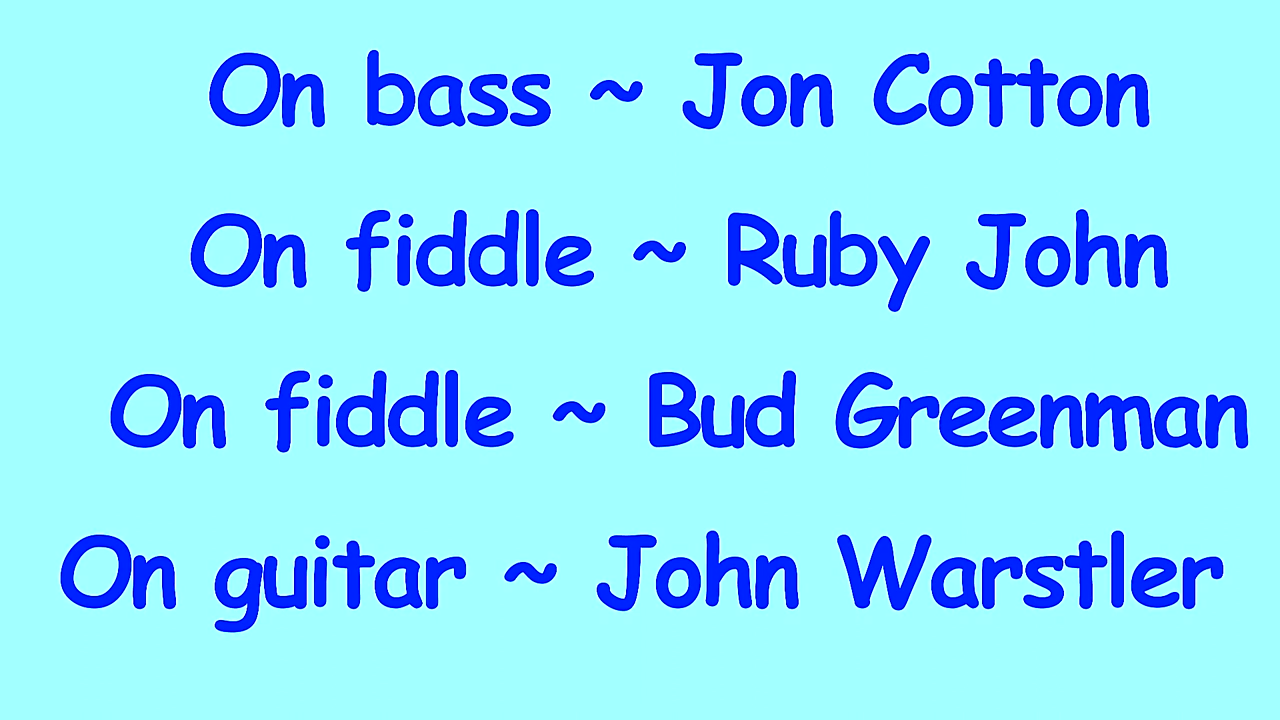 On bass ~ Jon Cotton
On fiddle ~ Ruby John
On fiddle ~ Bud Greenman
On guitar ~ John Warstler